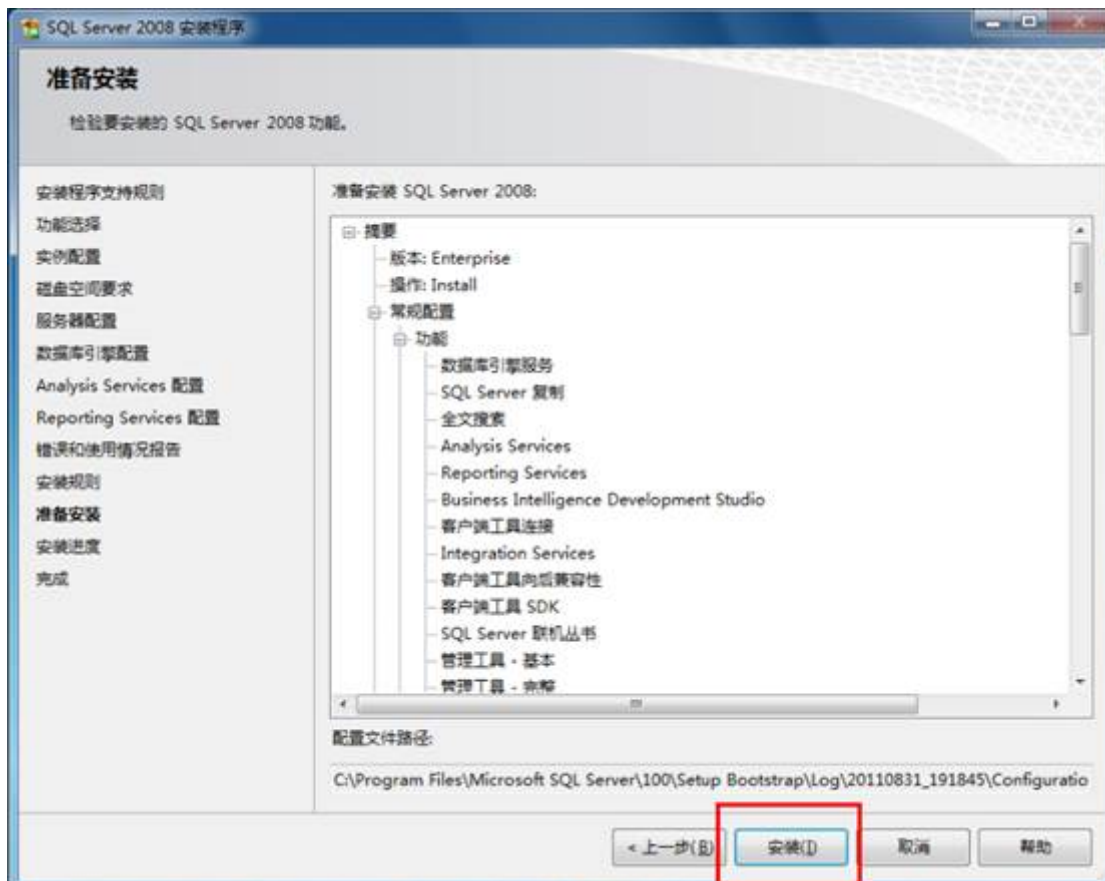 SQL Server 2008 安装程序
准备安装
检验要安装的 SQL Server 2008 功能。
安装程序支持规则
功能选择
实例配置
磁盘空间要求
服务器配置
数据库引擎配置
Analysis Services 配置
Reporting Services 配置
错误和使用情况报告
安装规则
准备安装
安装进度
完成
准备安装 SQL Server 2008:
摘要
版本: Enterprise
操作: Install
常规配置
功能
数据库引擎服务
SQL Server 复制
全文搜索
Analysis Services
Reporting Services
Business Intelligence Development Studio
客户端工具连接
Integration Services
客户端工具向后兼容性
客户端工具 SDK
SQL Server 联机丛书
管理工具 - 基本
管理工具 - 完整
配置文件路径:
C:\Program Files\Microsoft SQL Server\100\Setup Bootstrap\Log\20110831_191845\Configuratio
< 上一步(B) 安装(I) 取消 帮助